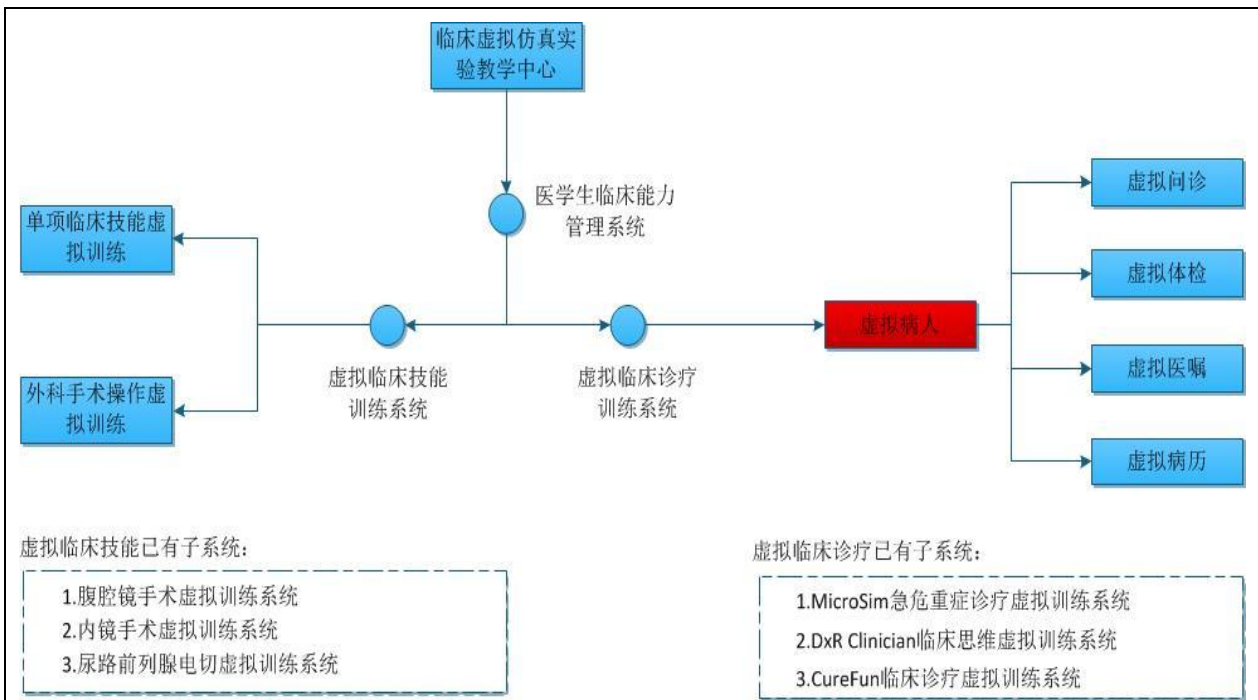 临床虚拟仿真实
验教学中心
医学生临床能力
管理系统
单项临床技能虚
拟训练
外科手术操作虚
拟训练
虚拟临床技能
训练系统
虚拟临床诊疗
训练系统
虚拟病人
虚拟问诊
虚拟体检
虚拟医嘱
虚拟病历
虚拟临床技能已有子系统：
1.腹腔镜手术虚拟训练系统
2.内镜手术虚拟训练系统
3.尿路前列腺电切虚拟训练系统
虚拟临床诊疗已有子系统：
1.MicroSim急危重症诊疗虚拟训练系统
2.DxR Clinician临床思维虚拟训练系统
3.CureFun临床诊疗虚拟训练系统